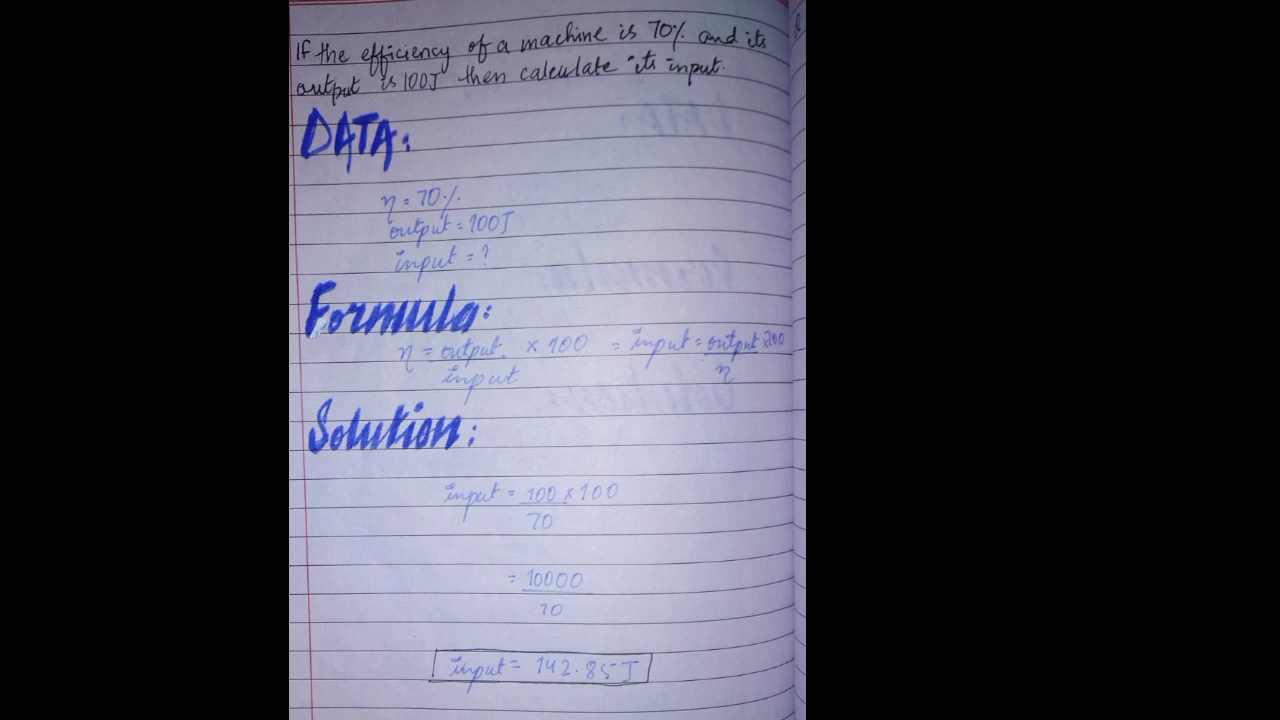 If the efficiency of a machine is 70% and its
output is 100J then calculate its input.
DATA:
η = 70%
output = 100J
input = ?
Formula:
η = output/input × 100 = input = output/η × 100
Solution:
input = 100 × 100/70
= 10000/70
input = 142.85J